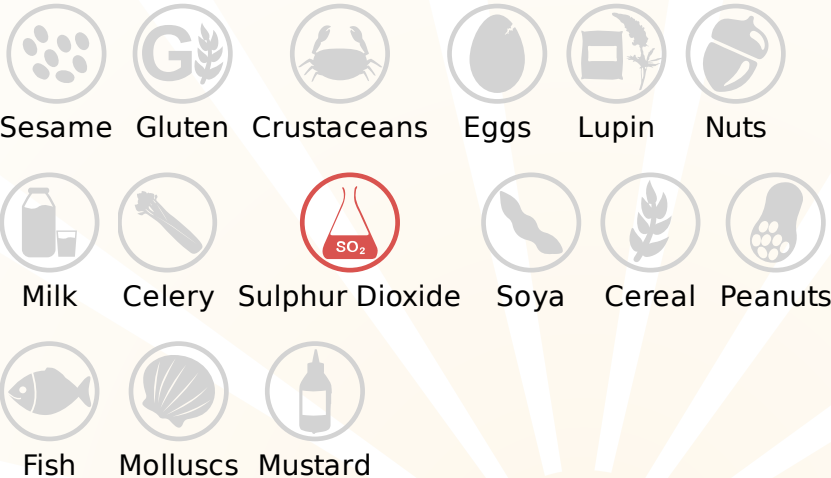 G
Sesame Gluten Crustaceans Eggs Lupin Nuts
SO₂
Milk Celery Sulphur Dioxide Soya Cereal Peanuts
Fish Molluscs Mustard